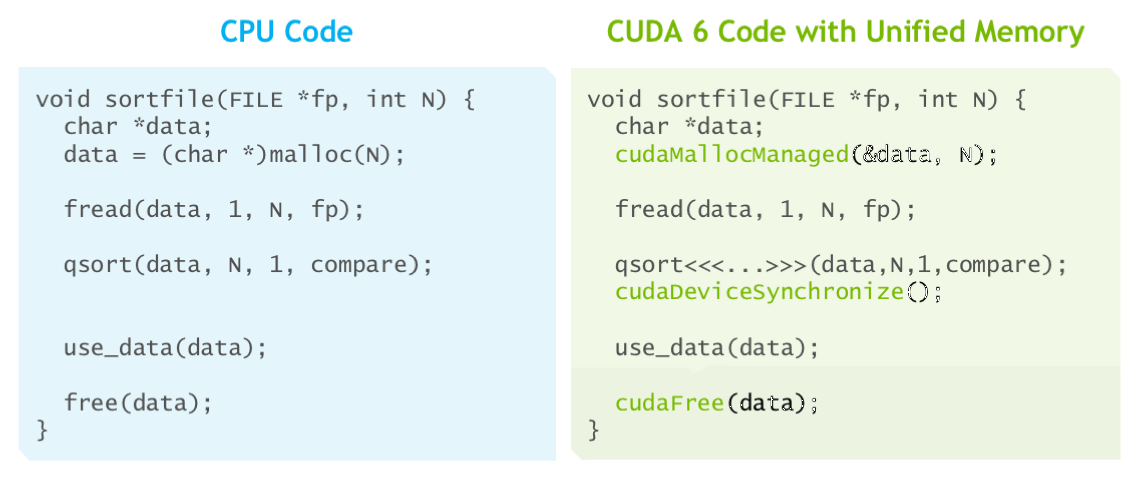 CPU Code
void sortfile(FILE *fp, int N) {
  char *data;
  data = (char *)malloc(N);

  fread(data, 1, N, fp);

  qsort(data, N, 1, compare);


  use_data(data);

  free(data);
}
CUDA 6 Code with Unified Memory
void sortfile(FILE *fp, int N) {
  char *data;
  cudaMallocManaged(&data, N);

  fread(data, 1, N, fp);

  qsort<<<...>>>(data,N,1,compare);
  cudaDeviceSynchronize();

  use_data(data);

  cudaFree(data);
}